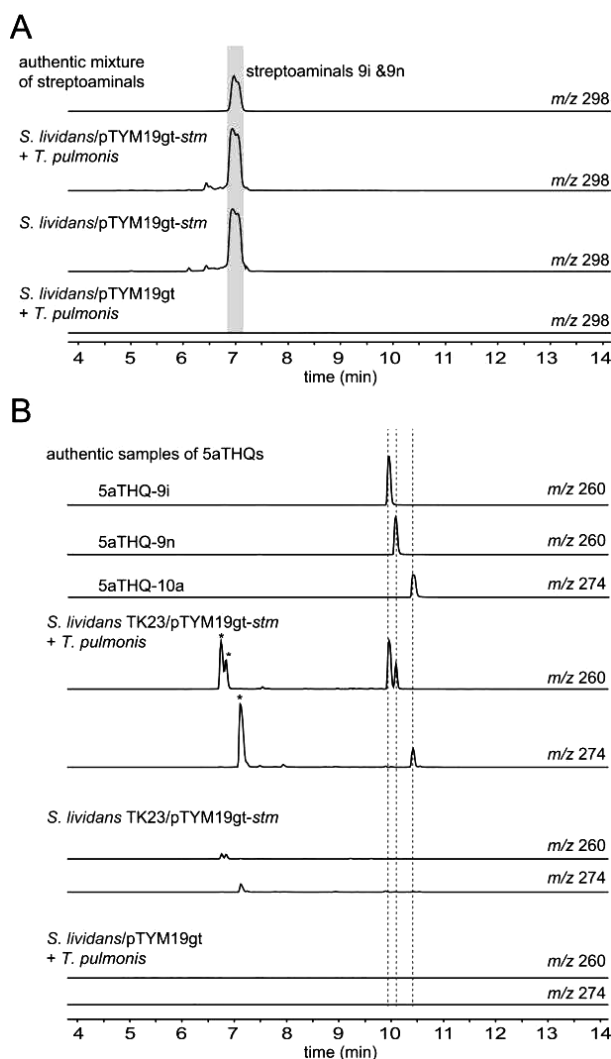 A
authentic mixture
of streptoaminals
streptoaminals 9i &9n
m/z 298
S. lividans/pTYM19gt-stm
+ T. pulmonis
m/z 298
S. lividans/pTYM19gt-stm
m/z 298
S. lividans/pTYM19gt
+ T. pulmonis
m/z 298
4 5 6 7 8 9 10 11 12 13 14
time (min)
B
authentic samples of 5aTHQs
5aTHQ-9i
m/z 260
5aTHQ-9n
m/z 260
5aTHQ-10a
m/z 274
S. lividans TK23/pTYM19gt-stm
+ T. pulmonis
* *
m/z 260
*
m/z 274
S. lividans TK23/pTYM19gt-stm
m/z 260
m/z 274
S. lividans/pTYM19gt
+ T. pulmonis
m/z 260
m/z 274
4 5 6 7 8 9 10 11 12 13 14
time (min)